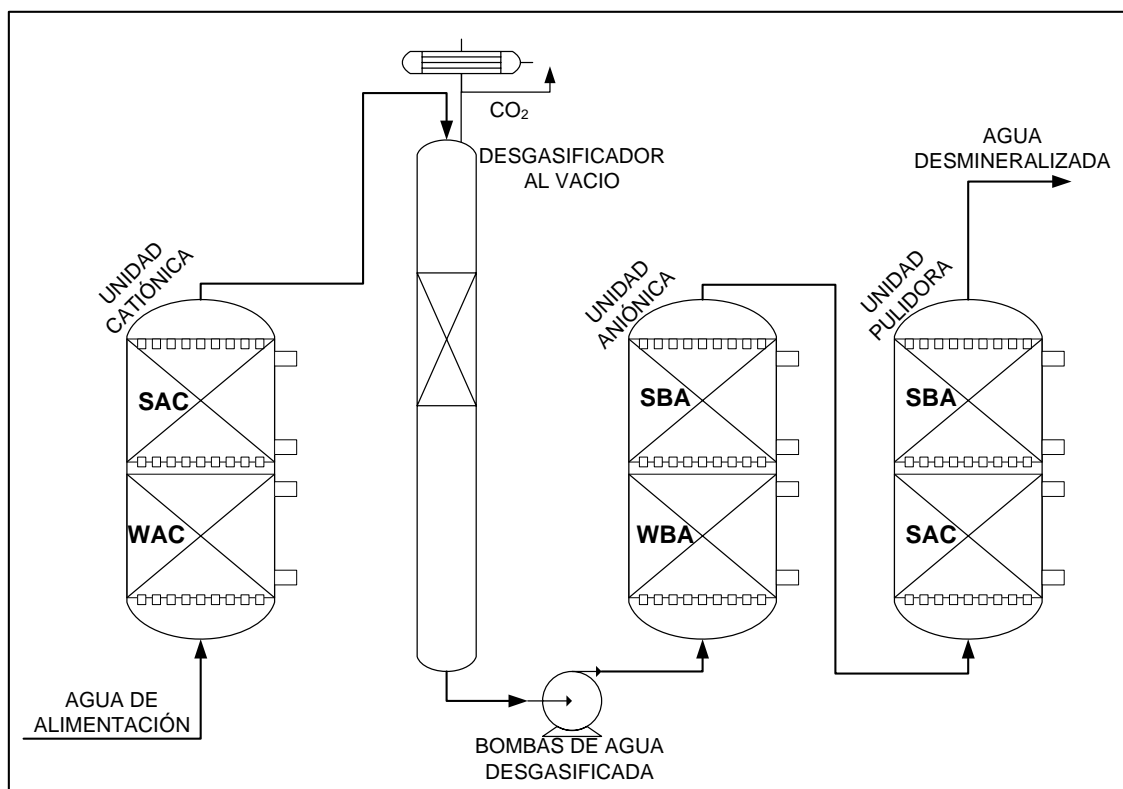 CO₂
DESGASIFICADOR
AL VACIO
AGUA
DESMINERALIZADA
UNIDAD
CATIÓNICA
UNIDAD
ANIÓNICA
UNIDAD
PULIDORA
SAC
WAC
SBA
WBA
SBA
SAC
AGUA DE
ALIMENTACIÓN
BOMBAS DE AGUA
DESGASIFICADA